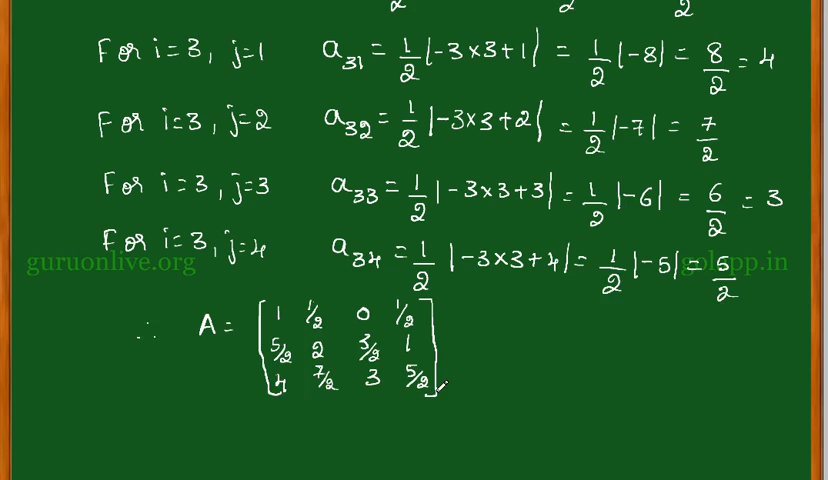 2 2 2
For i=3, j=1 a₃₁ = 1/2 |-3×3+1| = 1/2 |-8| = 8/2 = 4
For i=3, j=2 a₃₂ = 1/2 |-3×3+2| = 1/2 |-7| = 7/2
For i=3, j=3 a₃₃ = 1/2 |-3×3+3| = 1/2 |-6| = 6/2 = 3
For i=3, j=4 a₃₄ = 1/2 |-3×3+4| = 1/2 |-5| = 5/2
guruonlive.org
∴ A = [1 1/2 0 1/2
5/2 2 3/2 1
4 7/2 3 5/2]